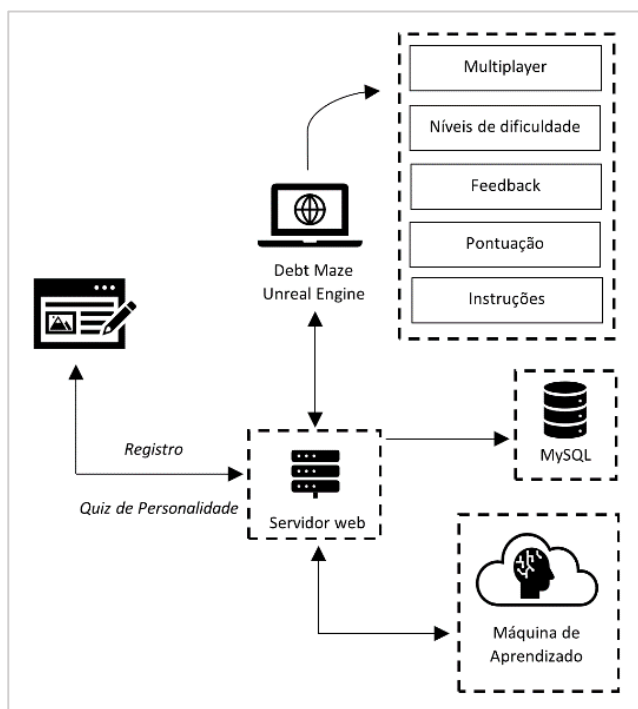 Multiplayer
Níveis de dificuldade
Feedback
Pontuação
Instruções
Debt Maze
Unreal Engine
Registro
Quiz de Personalidade
Servidor web
MySQL
Máquina de
Aprendizado